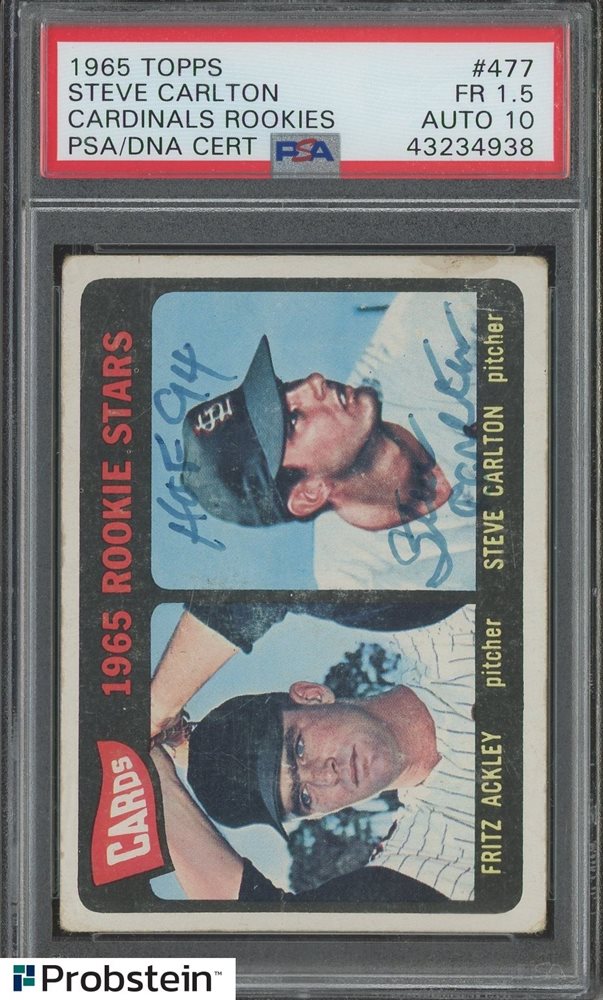 1965 TOPPS #477
STEVE CARLTON FR 1.5
CARDINALS ROOKIES AUTO 10
PSA/DNA CERT PSA 43234938
CARDS 1965 ROOKIE STARS
HOF 94
Steve Carlton
FRITZ ACKLEY pitcher STEVE CARLTON pitcher
Probstein™